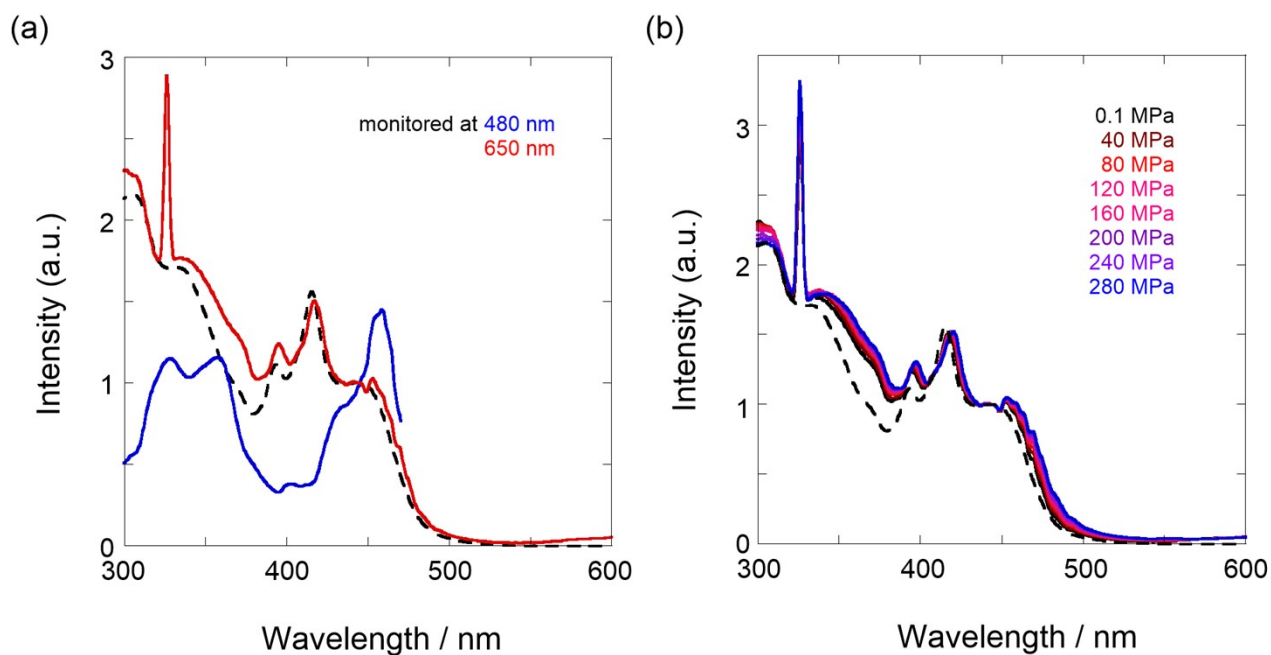 (a)
3
2
1
0
300
400
500
600
Intensity (a.u.)
Wavelength / nm
monitored at 480 nm
650 nm
(b)
3
2
1
0
300
400
500
600
Intensity (a.u.)
Wavelength / nm
0.1 MPa
40 MPa
80 MPa
120 MPa
160 MPa
200 MPa
240 MPa
280 MPa